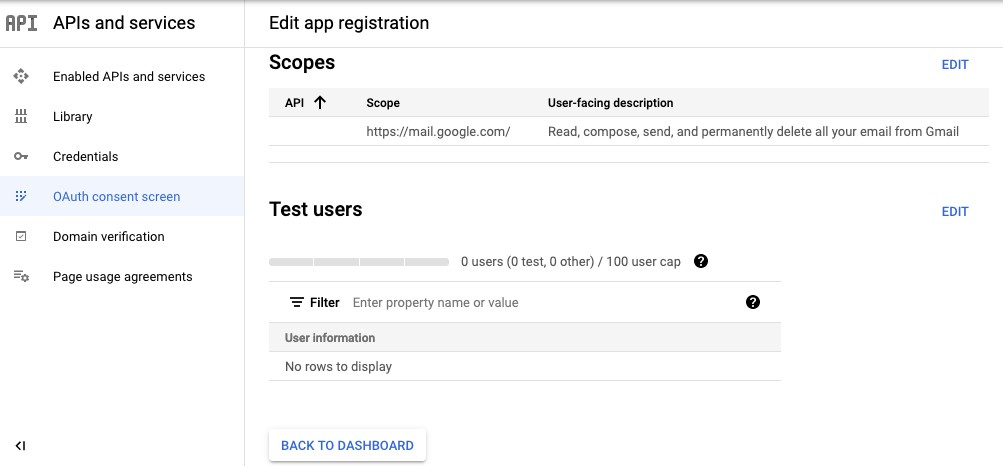 API APIs and services
Edit app registration
Enabled APIs and services
Library
Credentials
OAuth consent screen
Domain verification
Page usage agreements
Scopes
EDIT
API Scope User-facing description
https://mail.google.com/ Read, compose, send, and permanently delete all your email from Gmail
Test users
EDIT
0 users (0 test, 0 other) / 100 user cap
Filter Enter property name or value
User information
No rows to display
BACK TO DASHBOARD